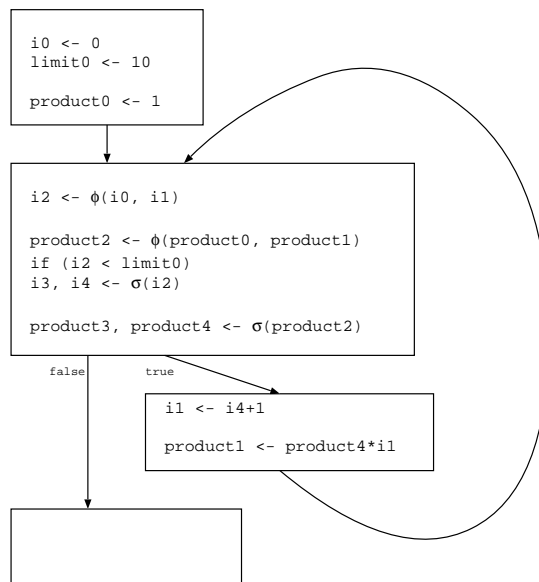 i0 <- 0
limit0 <- 10
product0 <- 1
i2 <- ϕ(i0, i1)
product2 <- ϕ(product0, product1)
if (i2 < limit0)
i3, i4 <- σ(i2)
product3, product4 <- σ(product2)
false
true
i1 <- i4+1
product1 <- product4*i1